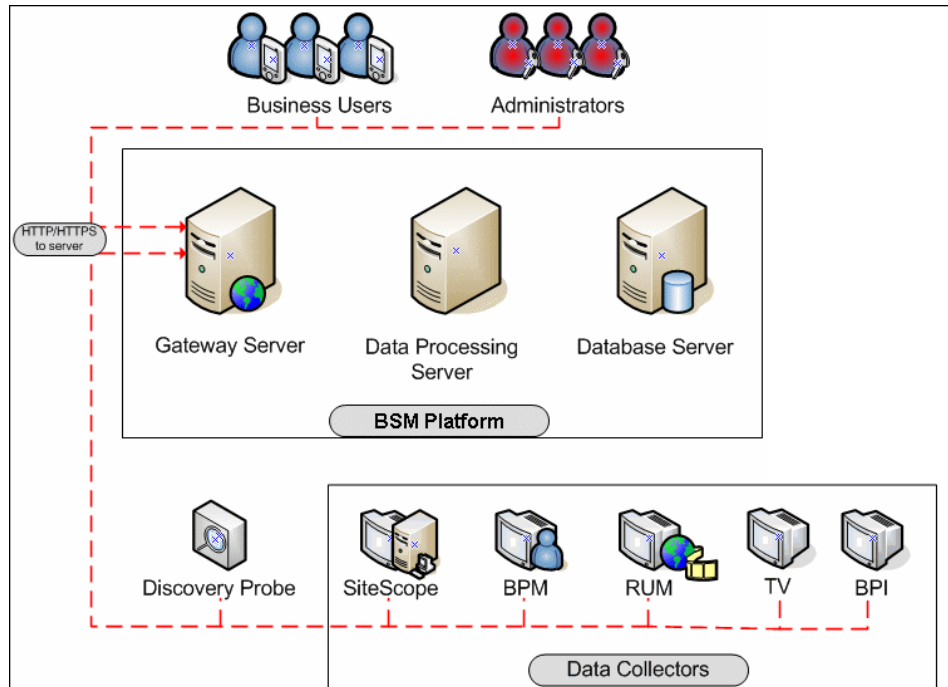 Business Users
Administrators
HTTP/HTTPS
to server
Gateway Server
Data Processing
Server
Database Server
BSM Platform
Discovery Probe
SiteScope
BPM
RUM
TV
BPI
Data Collectors